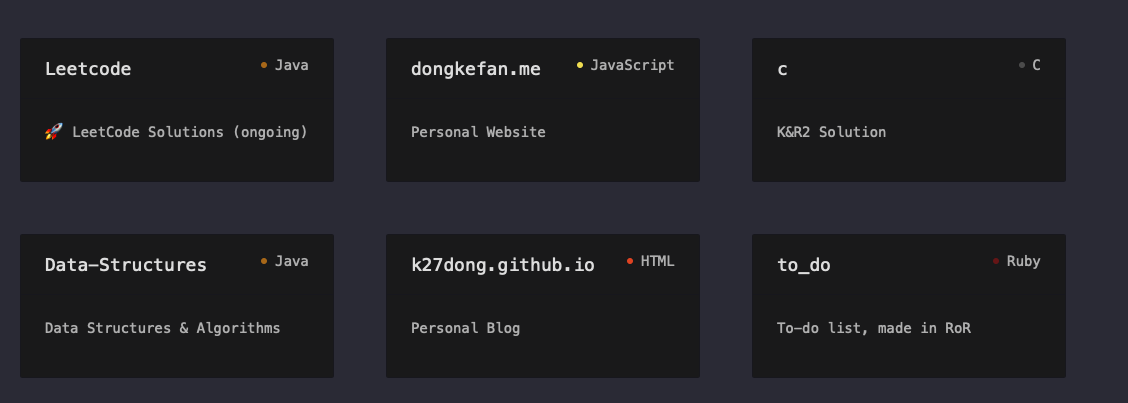 Leetcode
Java
🚀 LeetCode Solutions (ongoing)
dongkefan.me
JavaScript
Personal Website
c
C
K&R2 Solution
Data-Structures
Java
Data Structures & Algorithms
k27dong.github.io
HTML
Personal Blog
to_do
Ruby
To-do list, made in RoR